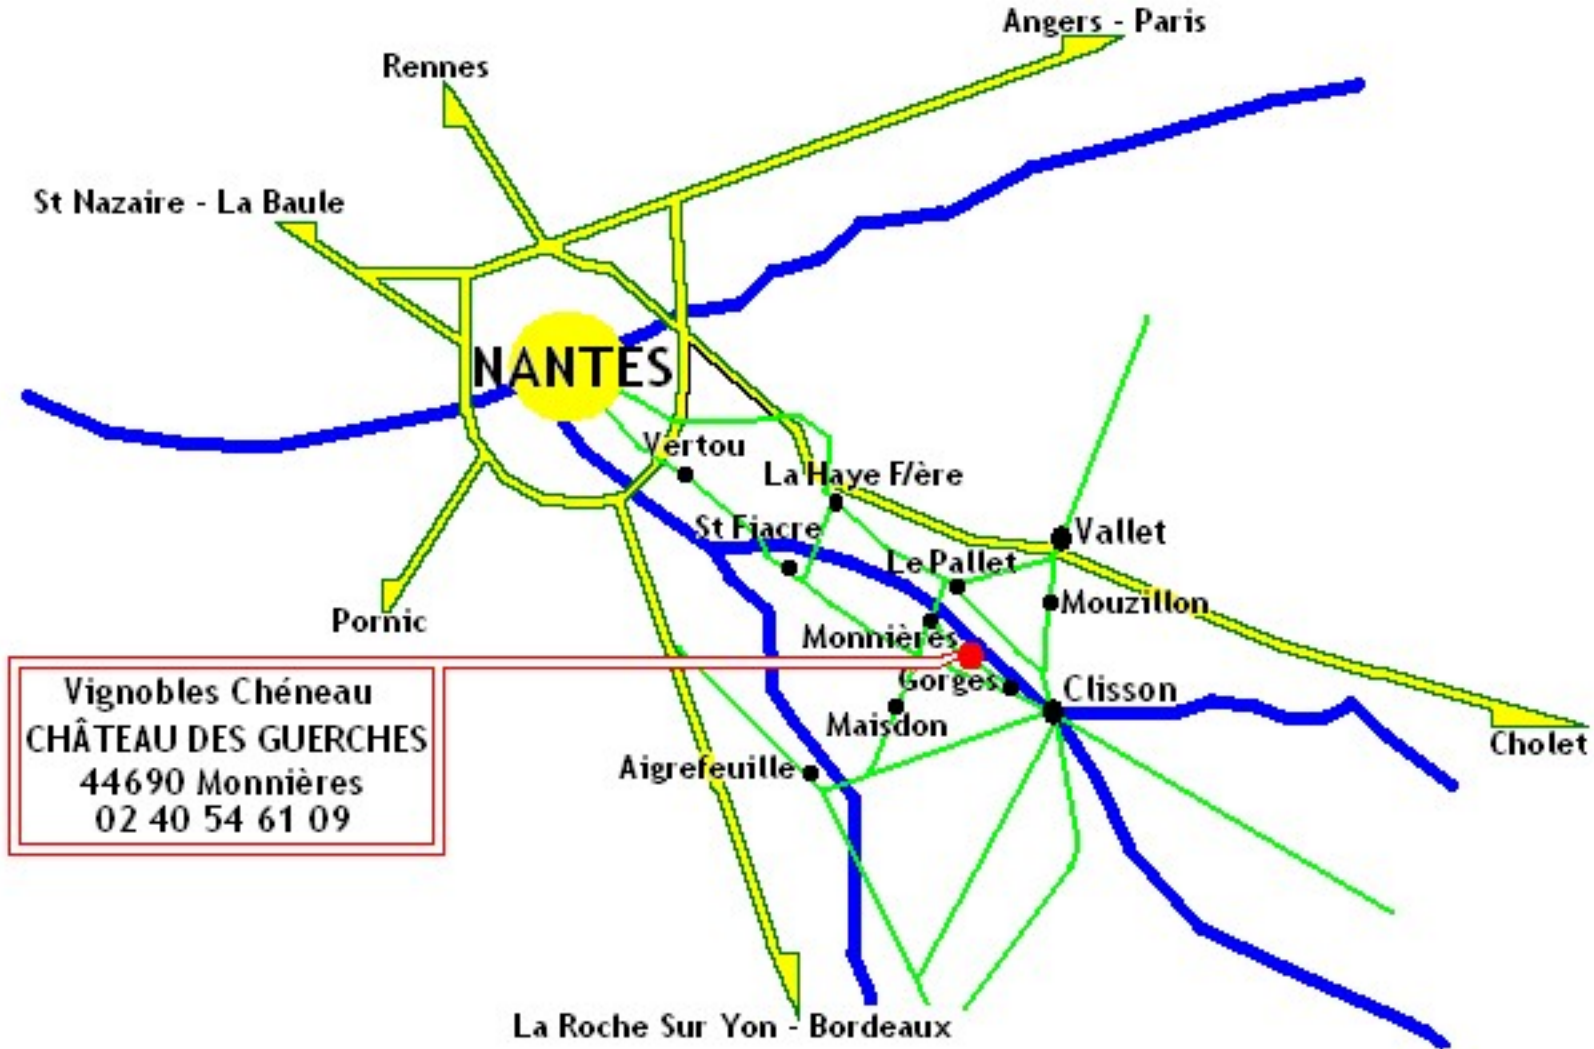 Angers - Paris
Rennes
St Nazaire - La Baule
NANTES
Vertou
La Haye F/ère
St Fiacre
Vallet
Le Pallet
Mouzillon
Pornic
Monnières
Gorges
Clisson
Maisdon
Cholet
Aigrefeuille
Vignobles Chéneau
CHÂTEAU DES GUERCHES
44690 Monnières
02 40 54 61 09
La Roche Sur Yon - Bordeaux